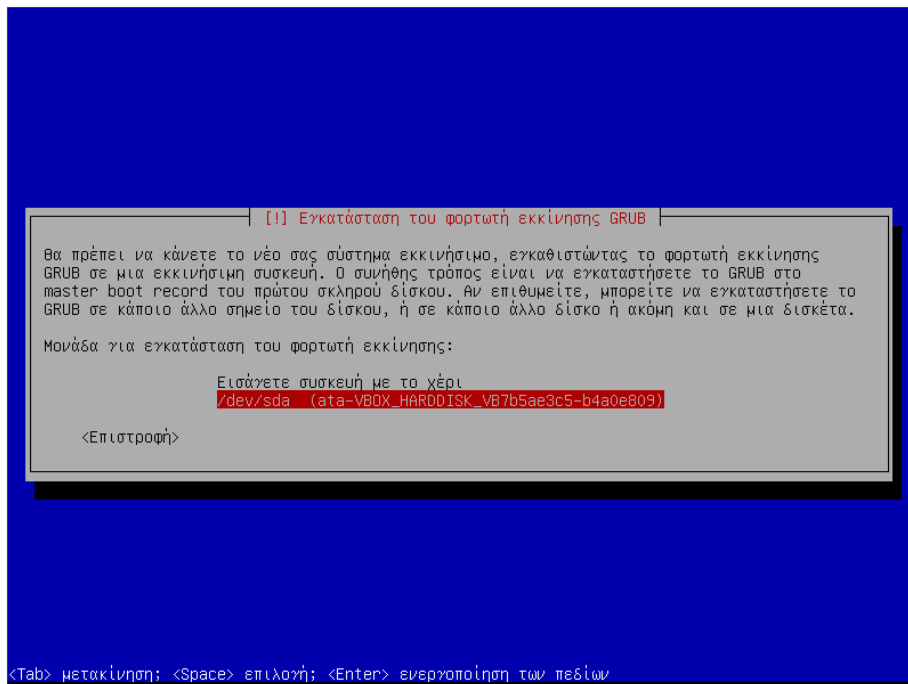 [!] Εγκατάσταση του φορτωτή εκκίνησης GRUB
Θα πρέπει να κάνετε το νέο σας σύστημα εκκινήσιμο, εγκαθιστώντας το φορτωτή εκκίνησης
GRUB σε μια εκκινήσιμη συσκευή. Ο συνήθης τρόπος είναι να εγκαταστήσετε το GRUB στο
master boot record του πρώτου σκληρού δίσκου. Αν επιθυμείτε, μπορείτε να εγκαταστήσετε το
GRUB σε κάποιο άλλο σημείο του δίσκου, ή σε κάποιο άλλο δίσκο ή ακόμη και σε μια δισκέτα.
Μονάδα για εγκατάσταση του φορτωτή εκκίνησης:
Εισάγετε συσκευή με το χέρι
/dev/sda (ata-VBOX_HARDDISK_VB7b5ae3c5-b4a0e809)
<Επιστροφή>
<Tab> μετακίνηση; <Space> επιλογή; <Enter> ενεργοποίηση των πεδίων